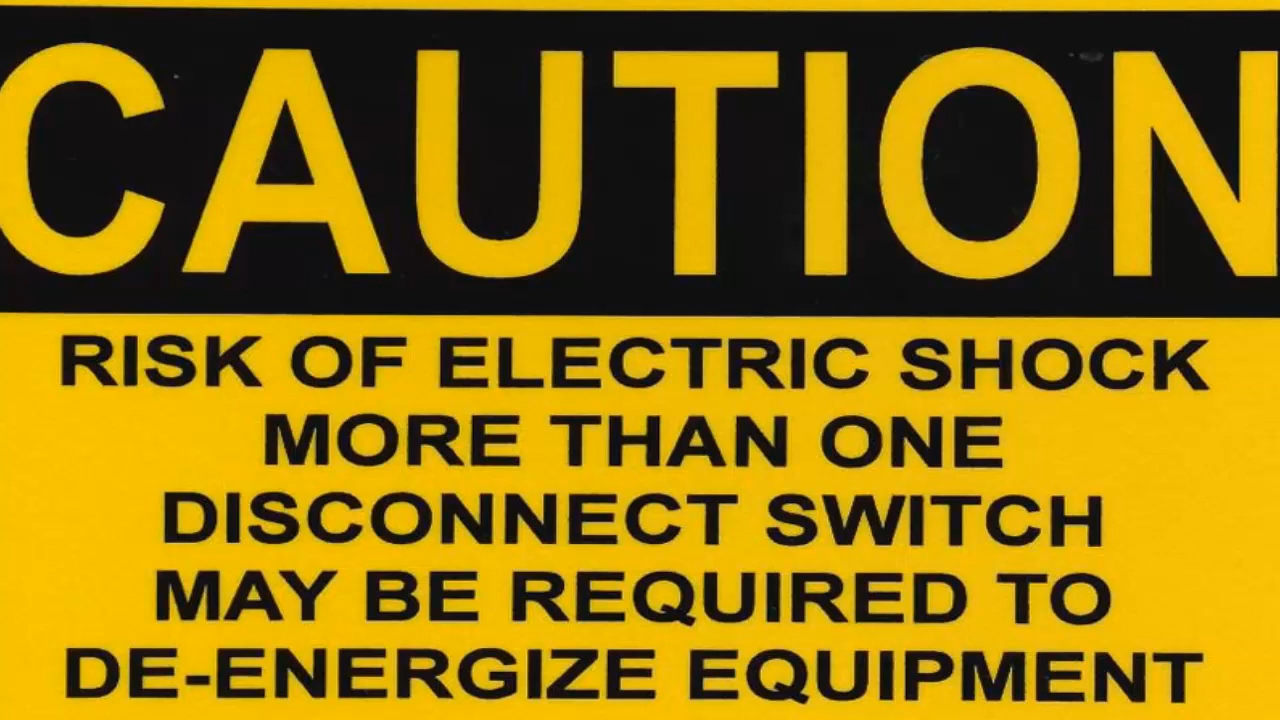 CAUTION
RISK OF ELECTRIC SHOCK
MORE THAN ONE
DISCONNECT SWITCH
MAY BE REQUIRED TO
DE-ENERGIZE EQUIPMENT